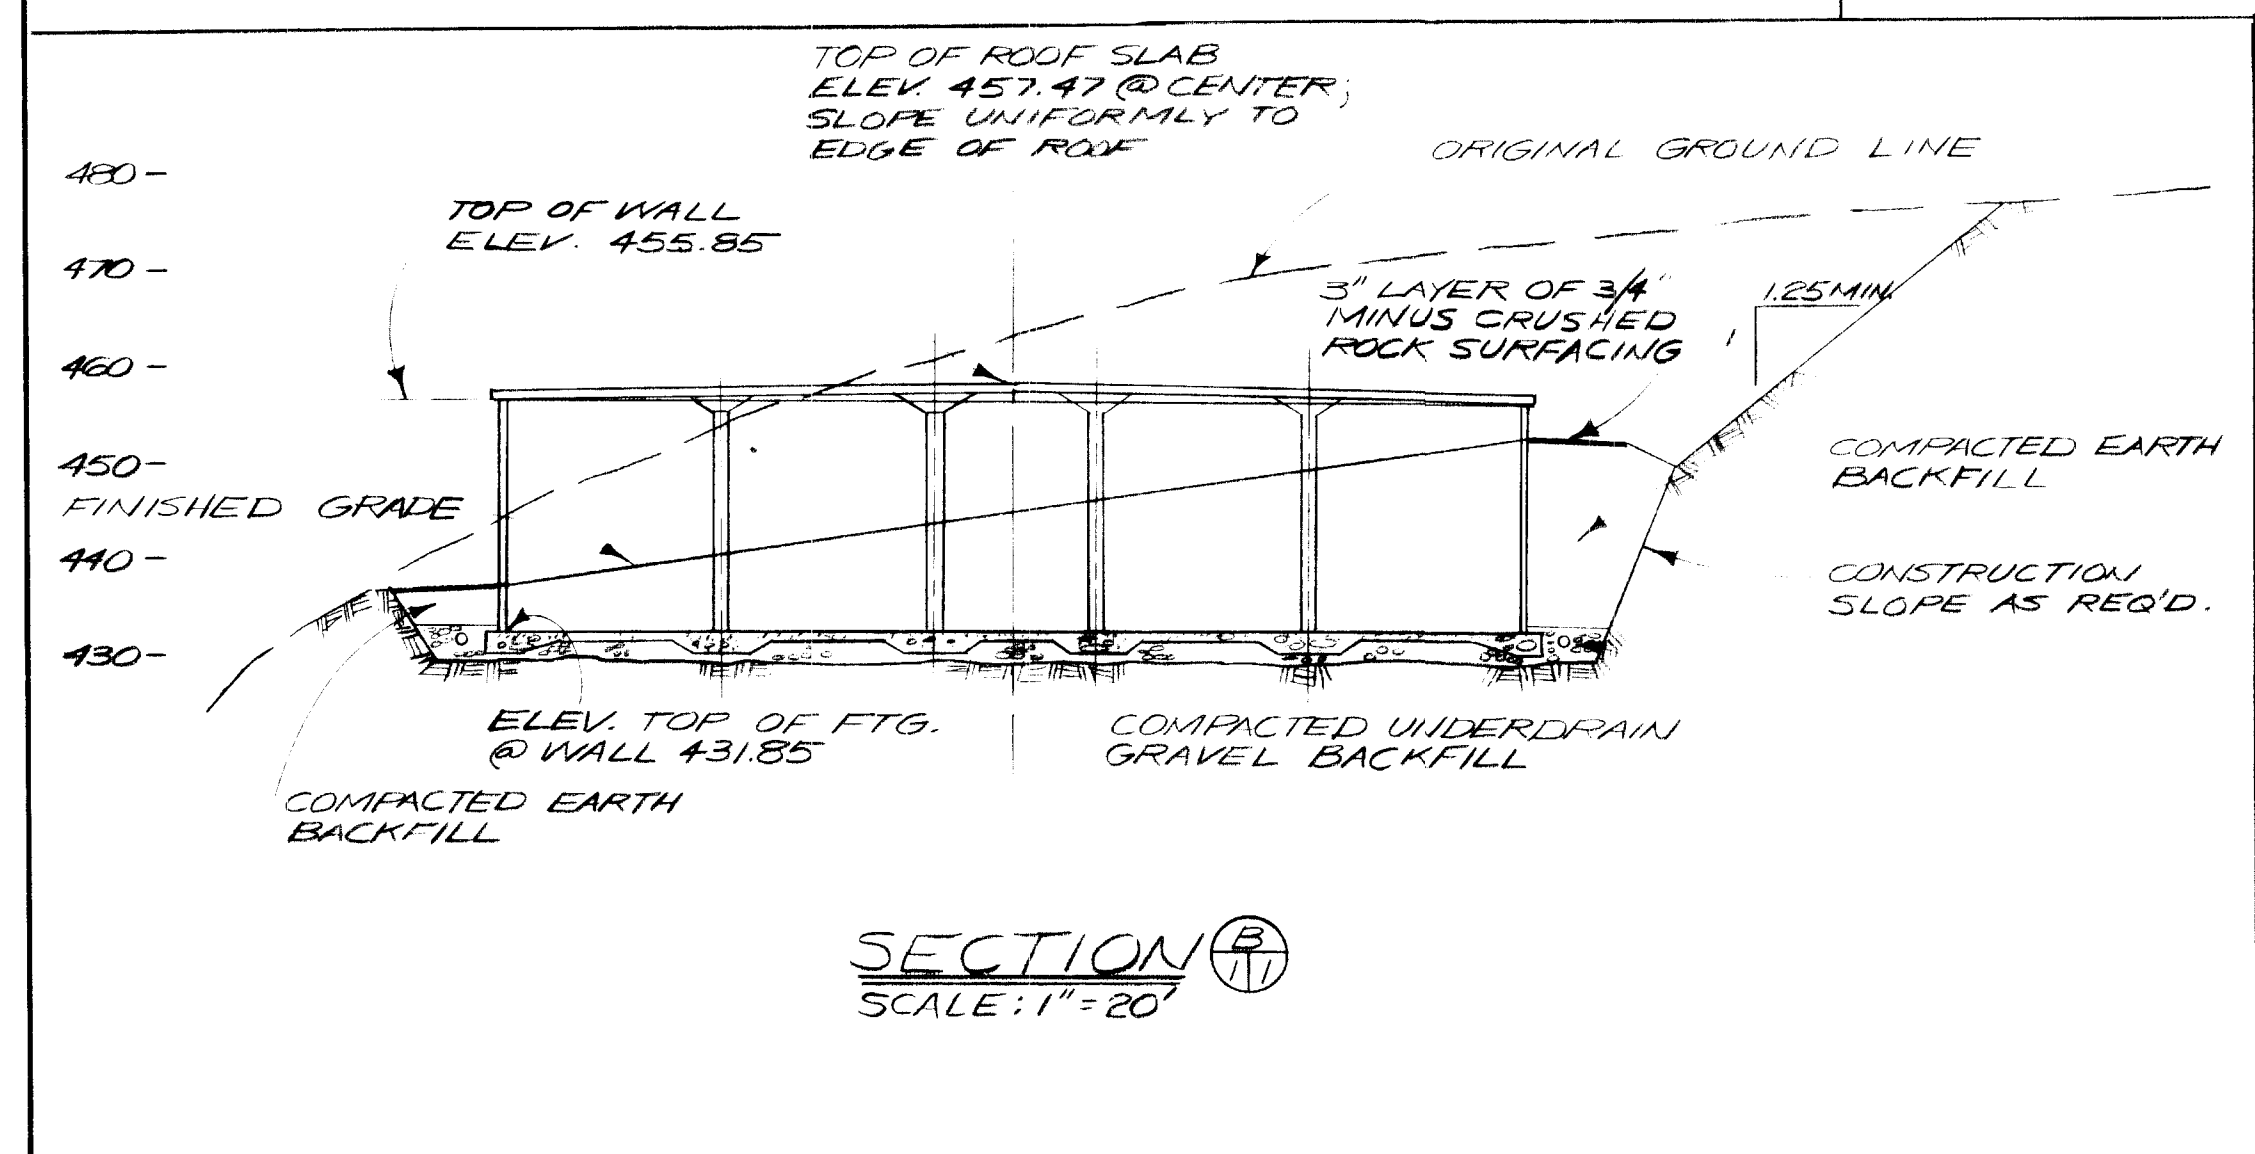 TOP OF ROOF SLAB
ELEV. 457.47 @ CENTER;
SLOPE UNIFORMLY TO
EDGE OF ROOF
ORIGINAL GROUND LINE
480-
TOP OF WALL
ELEV. 455.85
470-
3" LAYER OF 3/4"
MINUS CRUSHED
ROCK SURFACING
1.25 MIN.
1
460-
450-
COMPACTED EARTH
BACKFILL
FINISHED GRADE
440-
CONSTRUCTION
SLOPE AS REQ'D.
430-
ELEV. TOP OF FTG.
@ WALL 431.85
COMPACTED UNDERDRAIN
GRAVEL BACKFILL
COMPACTED EARTH
BACKFILL
SECTION
B
1 1
SCALE: 1"=20'